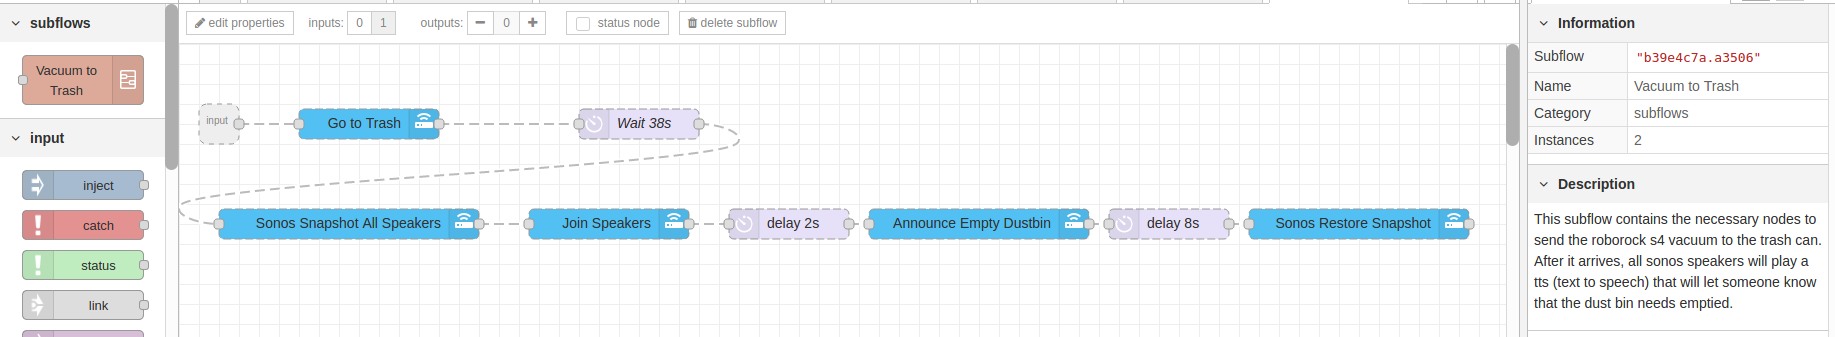 subflows
Vacuum to
Trash
input
inject
catch
status
link
edit properties
inputs: 0 1
outputs: − 0 +
status node
delete subflow
input
Go to Trash
Wait 38s
Sonos Snapshot All Speakers
Join Speakers
delay 2s
Announce Empty Dustbin
delay 8s
Sonos Restore Snapshot
Information
Subflow "b39e4c7a.a3506"
Name Vacuum to Trash
Category subflows
Instances 2
Description
This subflow contains the necessary nodes to
send the roborock s4 vacuum to the trash can.
After it arrives, all sonos speakers will play a
tts (text to speech) that will let someone know
that the dust bin needs emptied.